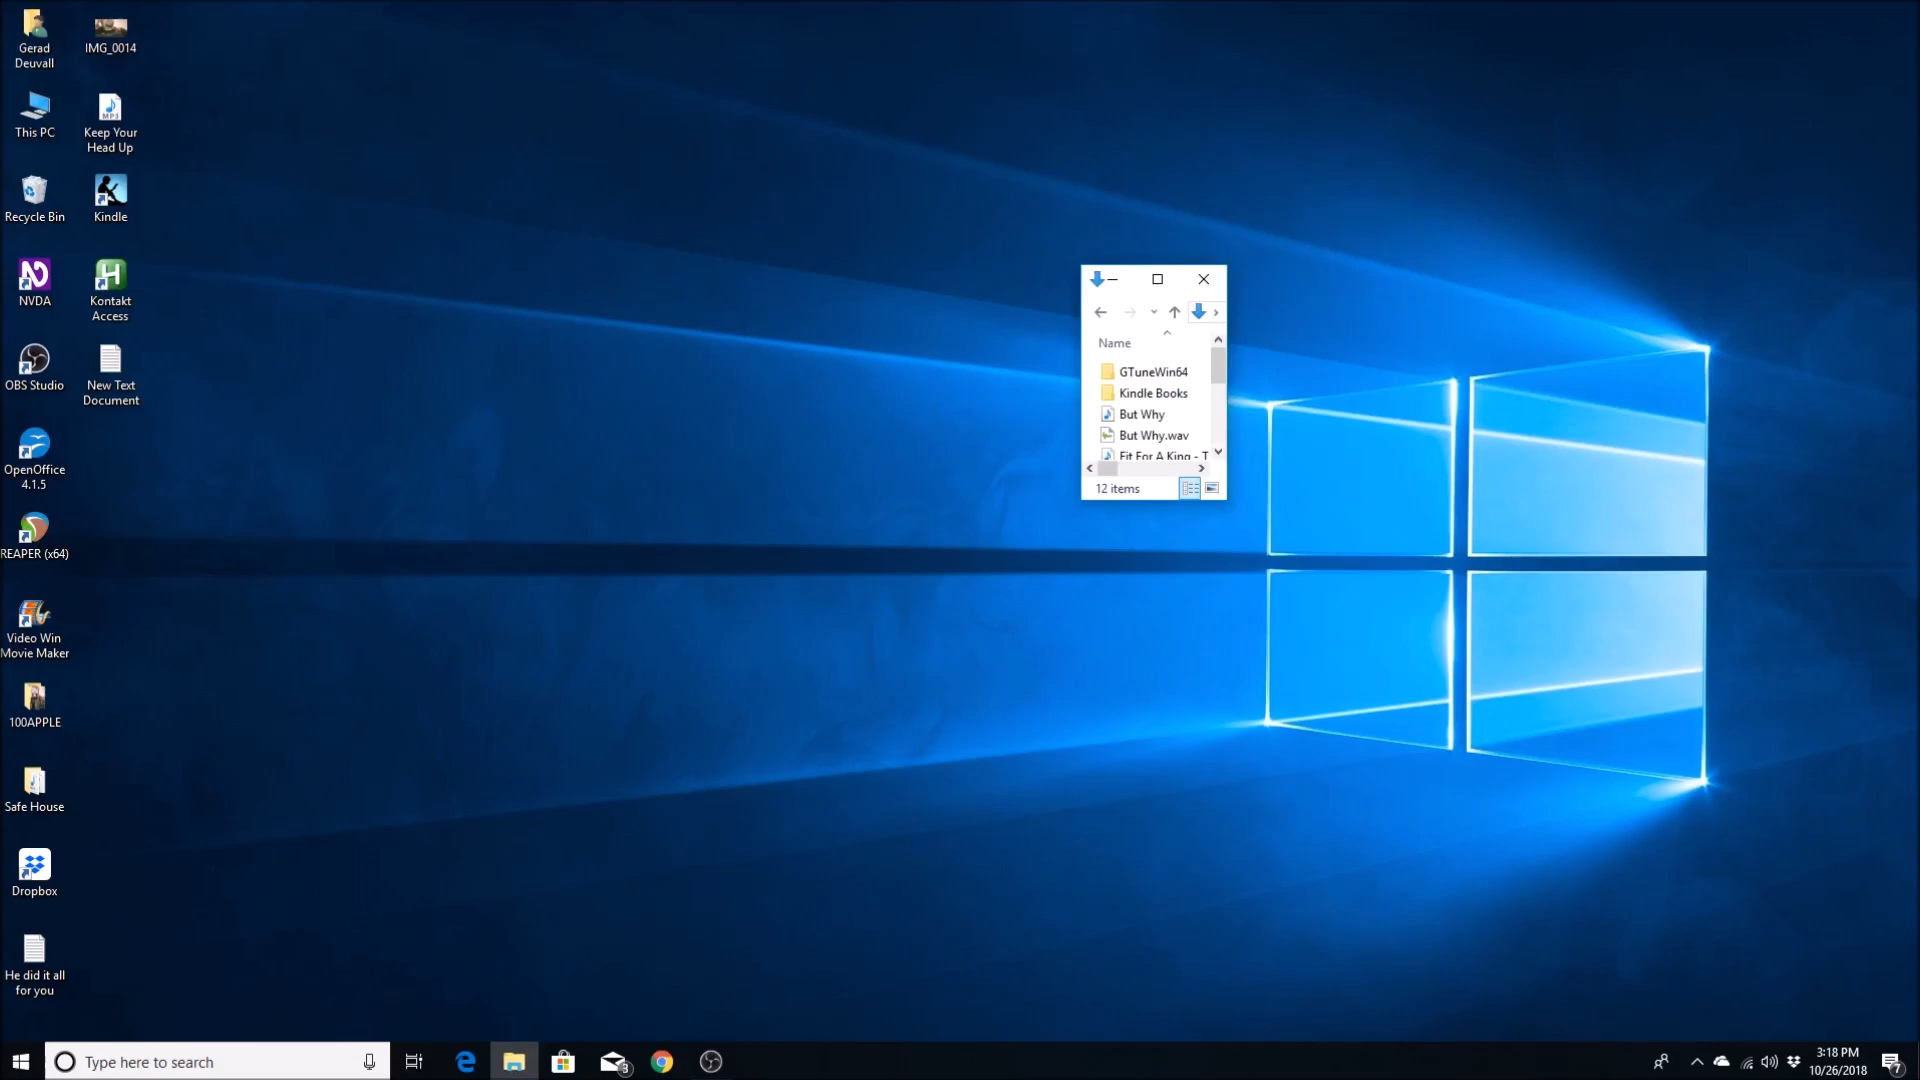 Gerad
Deuvall
IMG_0014
This PC
MP3
Keep Your
Head Up
Recycle Bin
Kindle
NVDA
Kontakt
Access
OBS Studio
New Text
Document
OpenOffice
4.1.5
REAPER (x64)
Video Win
Movie Maker
100APPLE
Safe House
Dropbox
He did it all
for you
Name
GTuneWin64
Kindle Books
But Why
But Why.wav
Fit For A King - T
12 items
Type here to search
3
3:18 PM
10/26/2018
7